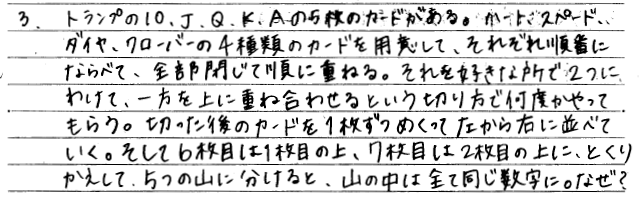 3. トランプの10、J、Q、K、Aの5枚のカードがある。ハート、スペード、
ダイヤ、クローバーの4種類のカードを用意して、それぞれ順番に
ならべて、全部閉じて順に重ねる。それを好きな所で2つに
わけて、一方を上に重ね合わせるという切り方で何度かやって
もらう。切った後のカードを1枚ずつめくって左から右に並べて
いく。そして6枚目は1枚目の上、7枚目は2枚目の上に、とくり
かえして、5つの山に分けると、山の中は全て同じ数字に。なぜ?